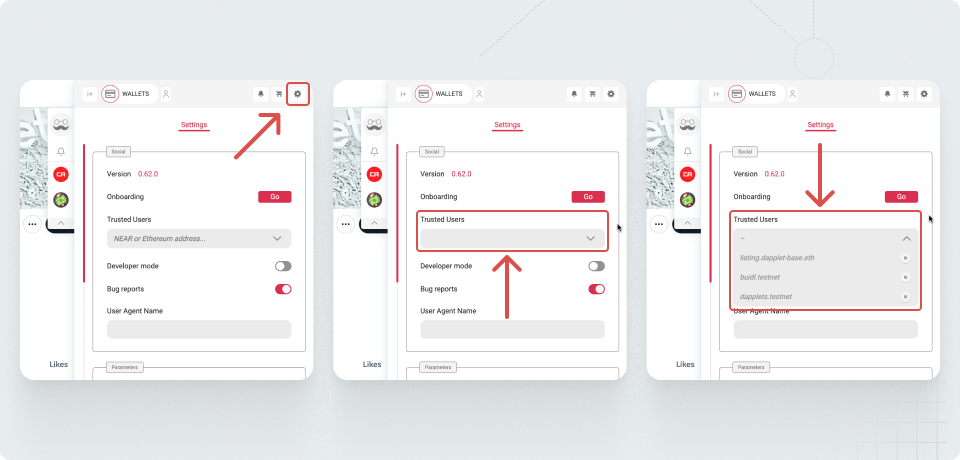 WALLETS
Settings
Social
Version 0.62.0
Onboarding Go
Trusted Users
NEAR or Ethereum address...
Developer mode
Bug reports
User Agent Name
Likes
Parameters
WALLETS
Settings
Social
Version 0.62.0
Onboarding Go
Trusted Users
Developer mode
Bug reports
User Agent Name
Likes
Parameters
WALLETS
Settings
Social
Version 0.62.0
Onboarding Go
Trusted Users
–
listing.dapplet-base.eth
buidl.testnet
dapplets.testnet
User Agent Name
Likes
Parameters